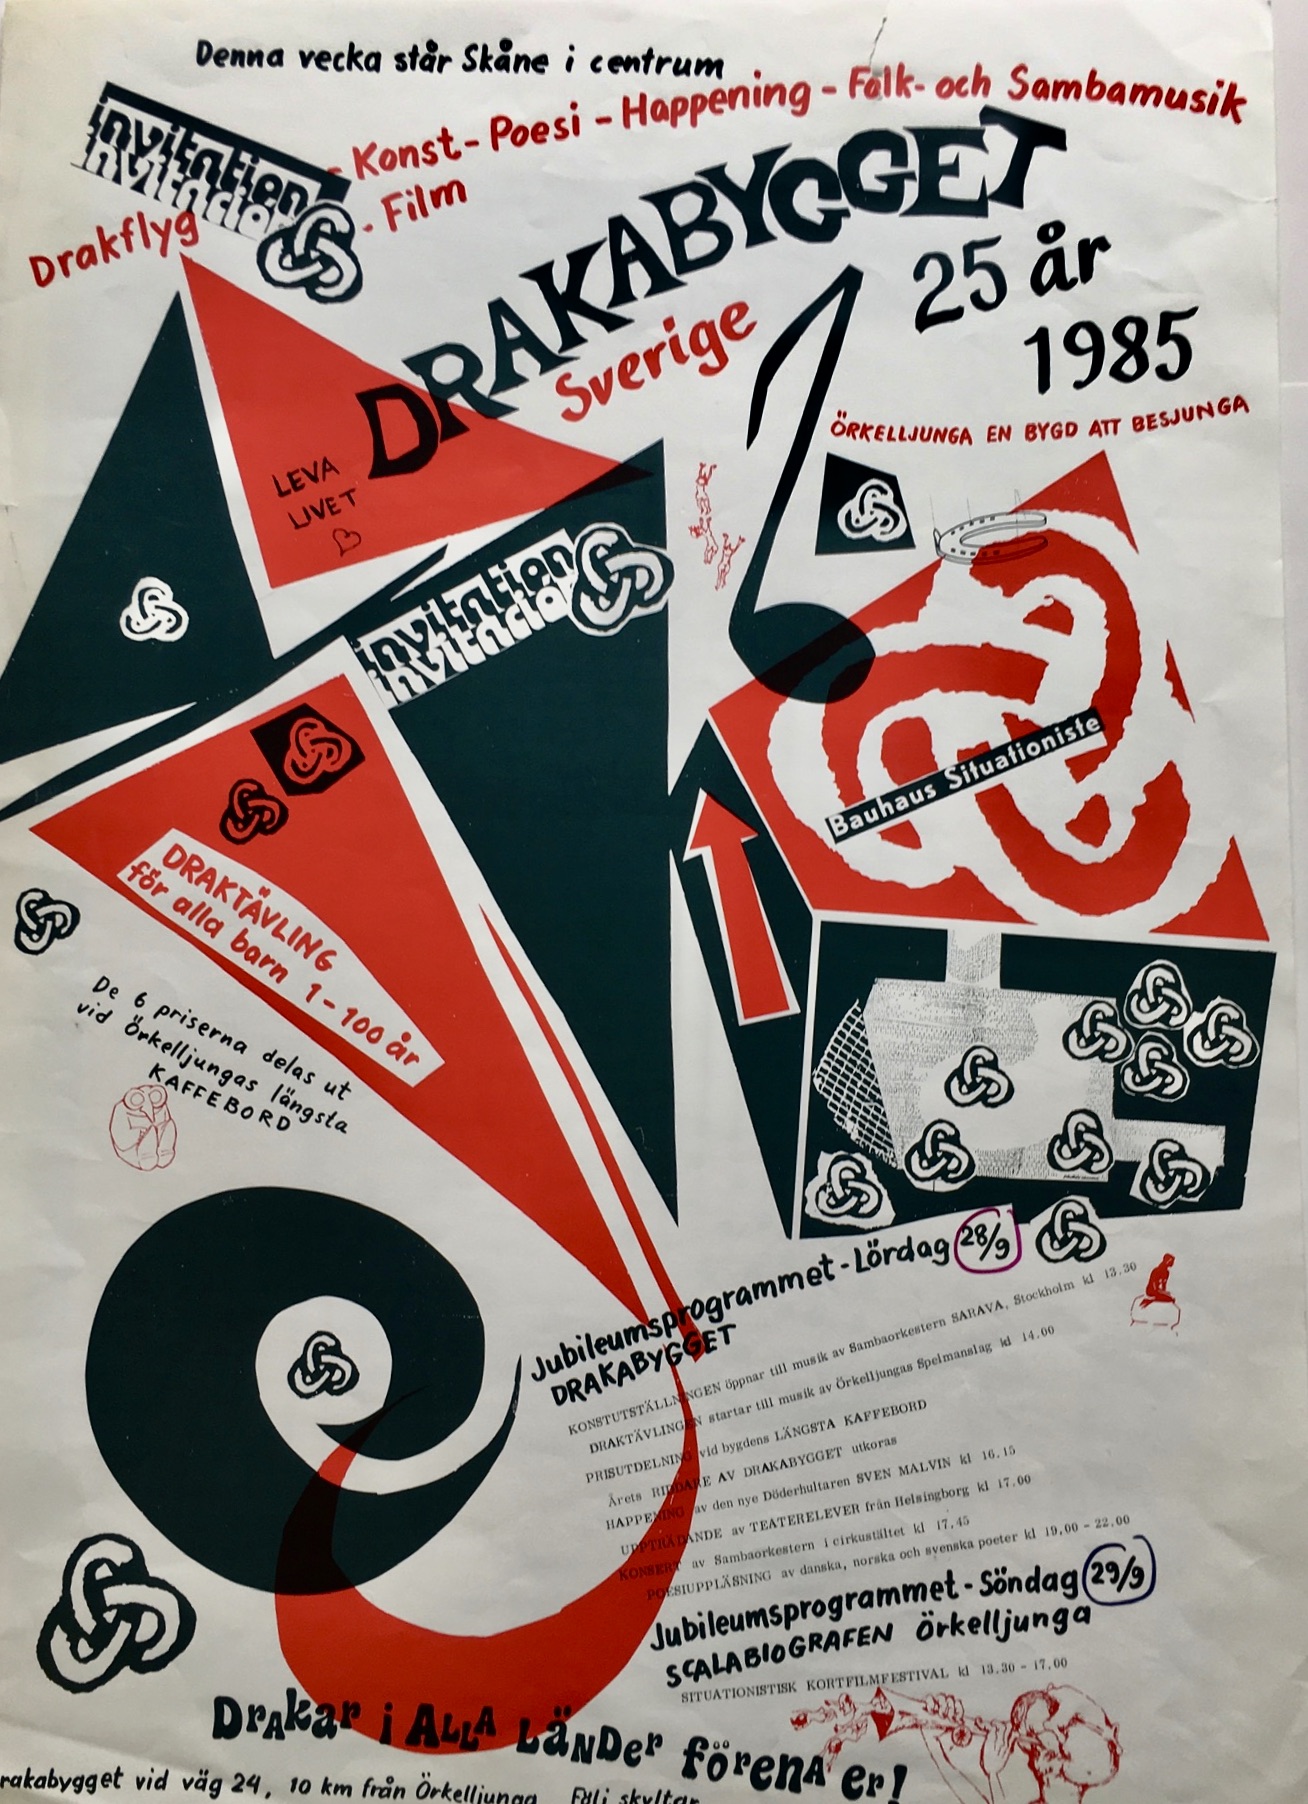 Denna vecka står Skåne i centrum
Drakflyg - Konst - Poesi - Happening - Folk- och Sambamusik
- Film
invitation
invitacio
DRAKABYGGET
Sverige
25 år
1985
ÖRKELLJUNGA EN BYGD ATT BESJUNGA
LEVA
LIVET
invitation
invitacio
Bauhaus Situationiste
DRAKTÄVLING
för alla barn 1-100 år
De 6 priserna delas ut
vid Örkelljungas längsta
KAFFEBORD
Jubileumsprogrammet - Lördag 28/9
DRAKABYGGET
KONSTUTSTÄLLNINGEN öppnar till musik av Sambaorkestern SARAVA, Stockholm kl 13.30
DRAKTÄVLINGEN startar till musik av Örkelljungas Spelmanslag kl 14.00
PRISUTDELNING vid bygdens LÄNGSTA KAFFEBORD
Årets RIDDARE AV DRAKABYGGET utkoras
HAPPENING av den nye Döderhultaren SVEN MALVIN kl 16.15
UPPTRÄDANDE av TEATERELEVER från Helsingborg kl 17.00
KONSERT av Sambaorkestern i cirkustältet kl 17.45
POESIUPPLÄSNING av danska, norska och svenska poeter kl 19,00 - 22.00
Jubileumsprogrammet - Söndag 29/9
SCALABIOGRAFEN Örkelljunga
SITUATIONISTISK KORTFILMFESTIVAL kl 13.30 - 17.00
Drakar i ALLA LäNDer förena er!
rakabygget vid väg 24, 10 km från Örkelljunga Följ skyltar